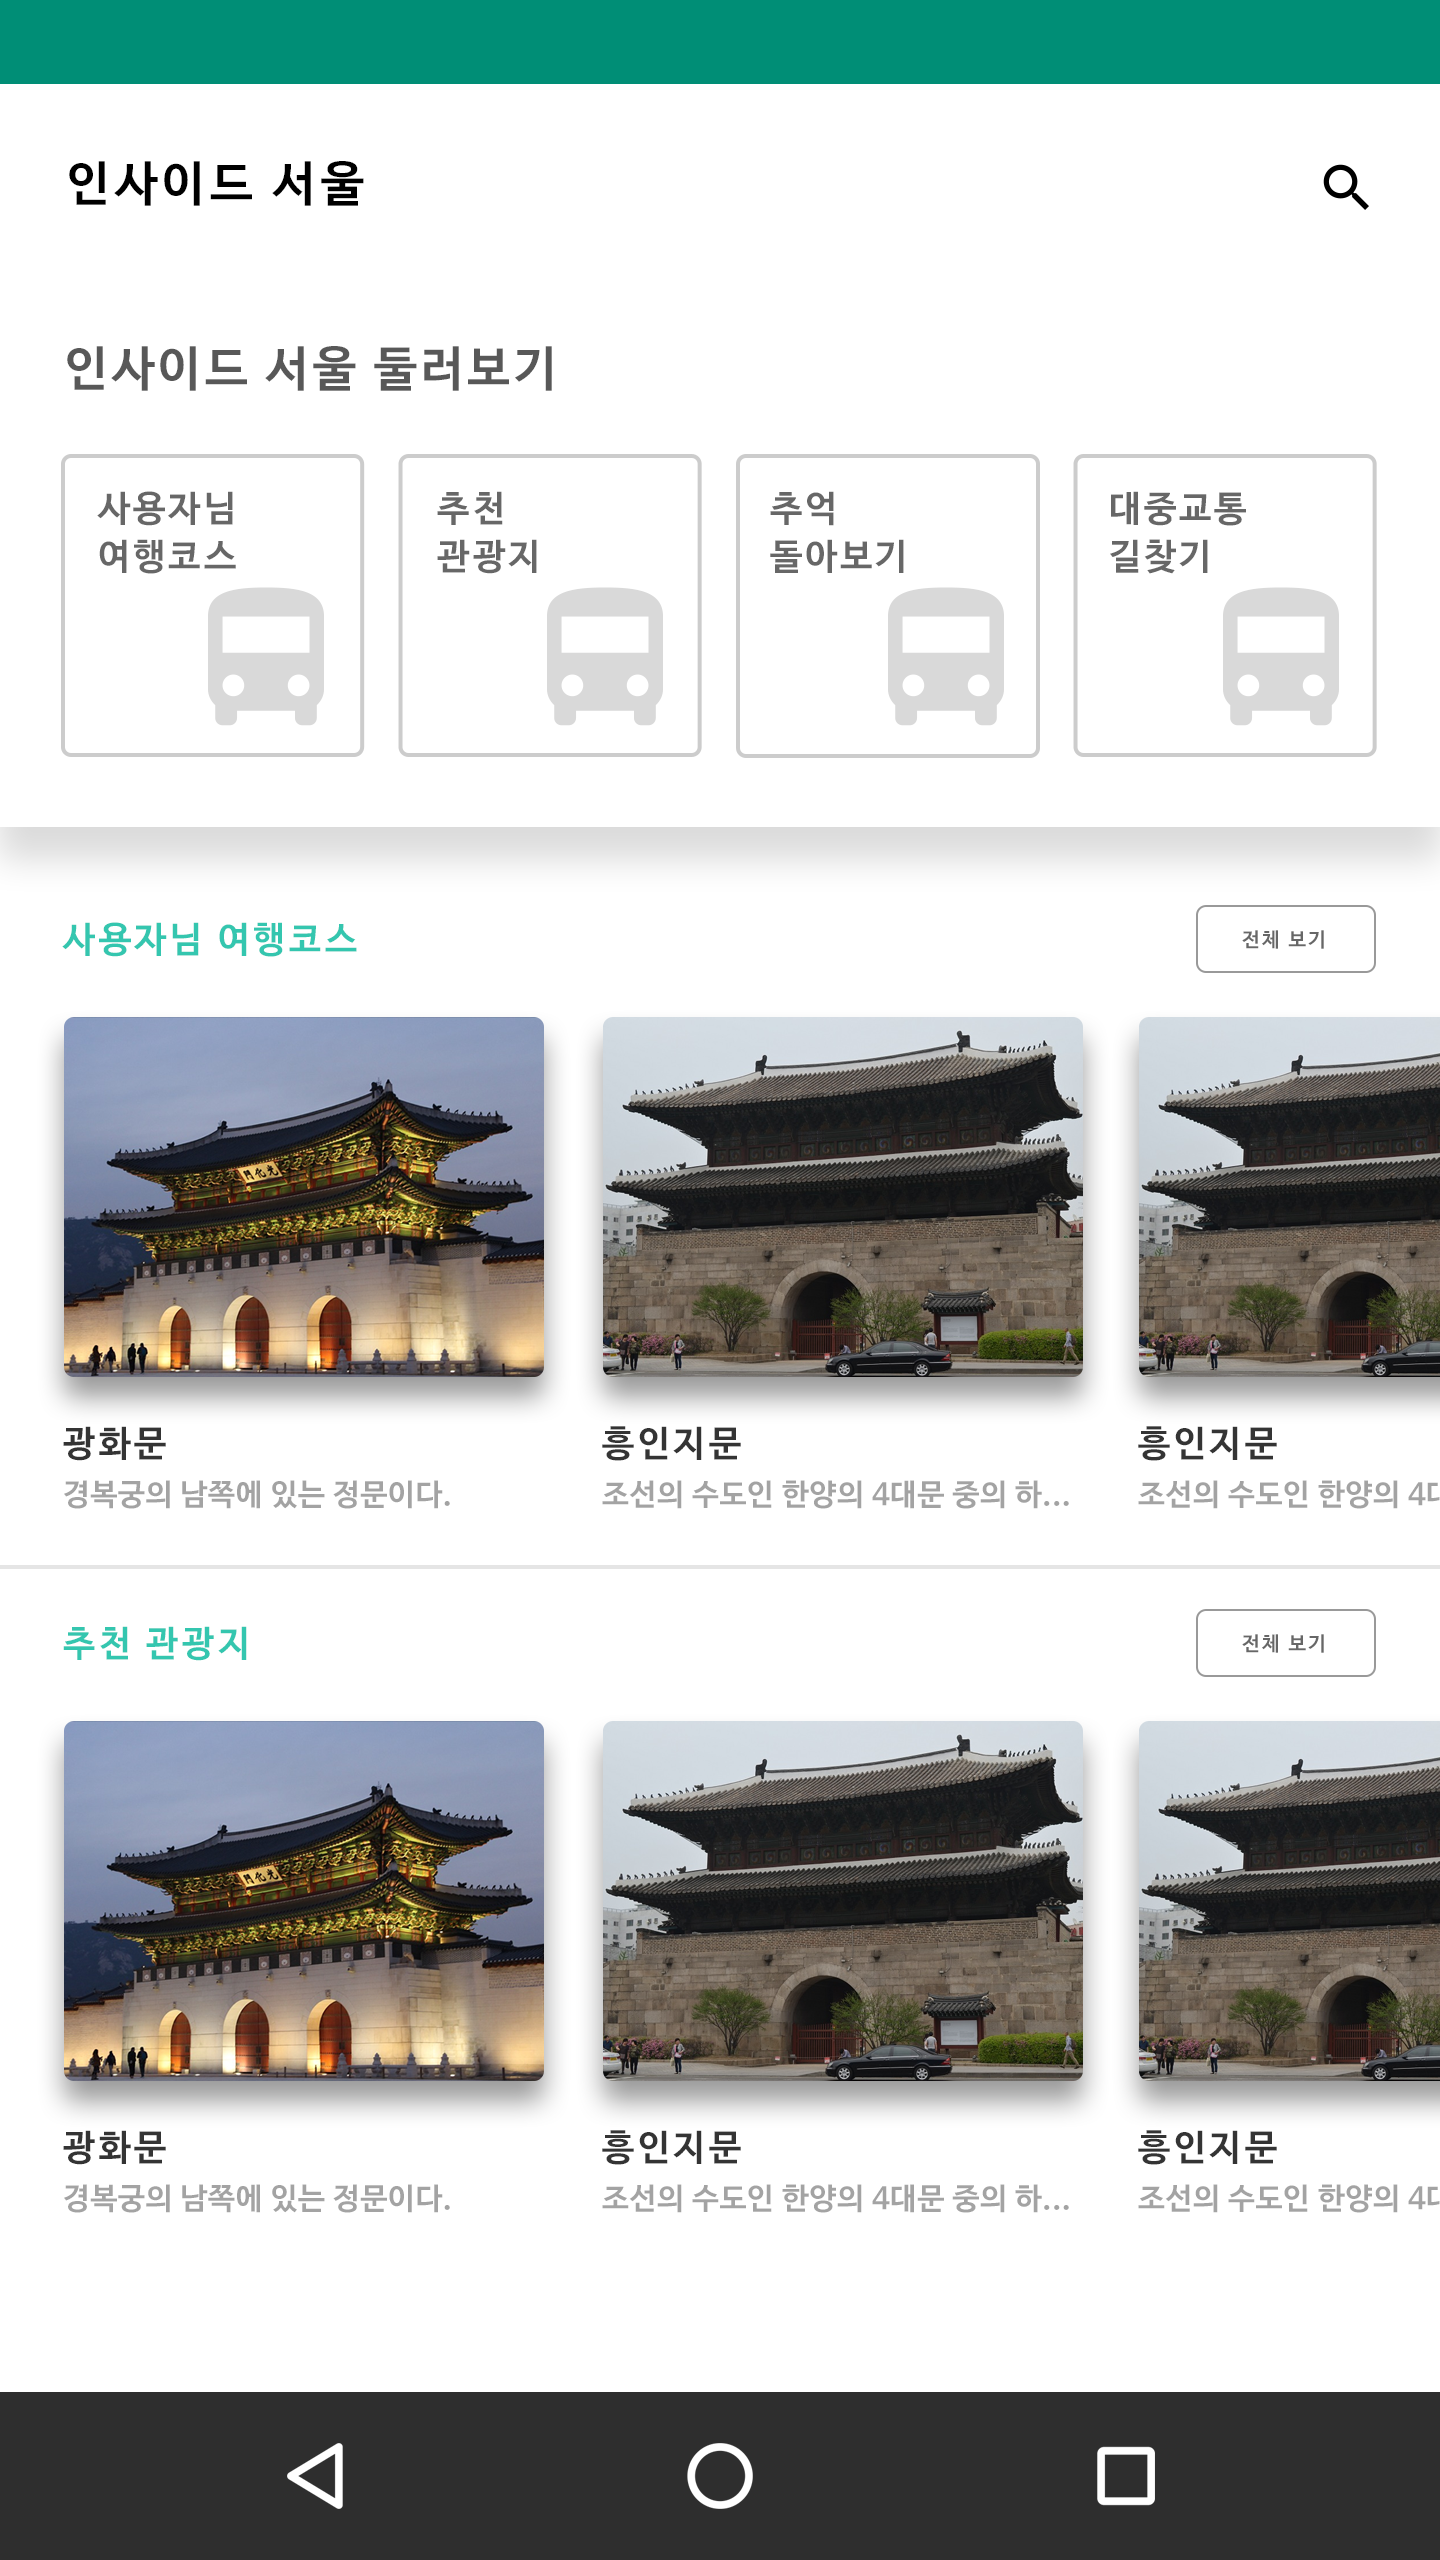 인사이드 서울
인사이드 서울 둘러보기
사용자님
여행코스
추천
관광지
추억
돌아보기
대중교통
길찾기
사용자님 여행코스
전체 보기
門化光
광화문
경복궁의 남쪽에 있는 정문이다.
흥인지문
조선의 수도인 한양의 4대문 중의 하...
흥인지문
조선의 수도인 한양의 4대
추천 관광지
전체 보기
門化光
광화문
경복궁의 남쪽에 있는 정문이다.
흥인지문
조선의 수도인 한양의 4대문 중의 하...
흥인지문
조선의 수도인 한양의 4대